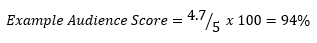 Example Audience Score = 4.7/5 x 100 = 94%